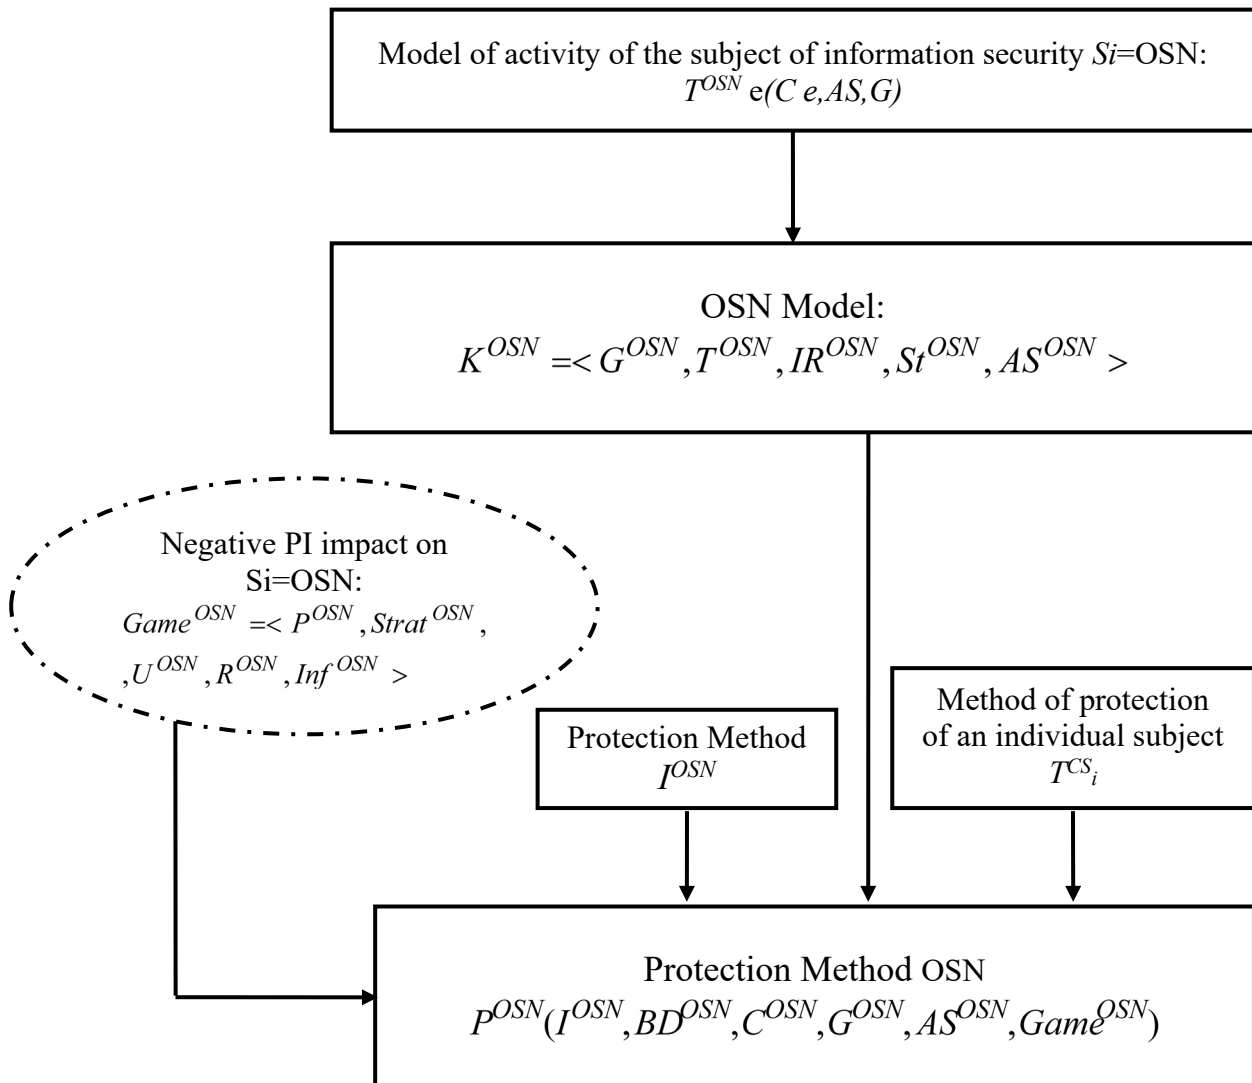 Model of activity of the subject of information security Si=OSN:
T^OSN e(C e,AS,G)
OSN Model:
K^OSN =< G^OSN , T^OSN , IR^OSN , St^OSN , AS^OSN >
Negative PI impact on
Si=OSN:
Game^OSN =< P^OSN , Strat^OSN ,
,U^OSN , R^OSN , Inf^OSN >
Protection Method
I^OSN
Method of protection
of an individual subject
T^CS_i
Protection Method OSN
P^OSN(I^OSN,BD^OSN,C^OSN,G^OSN,AS^OSN,Game^OSN)